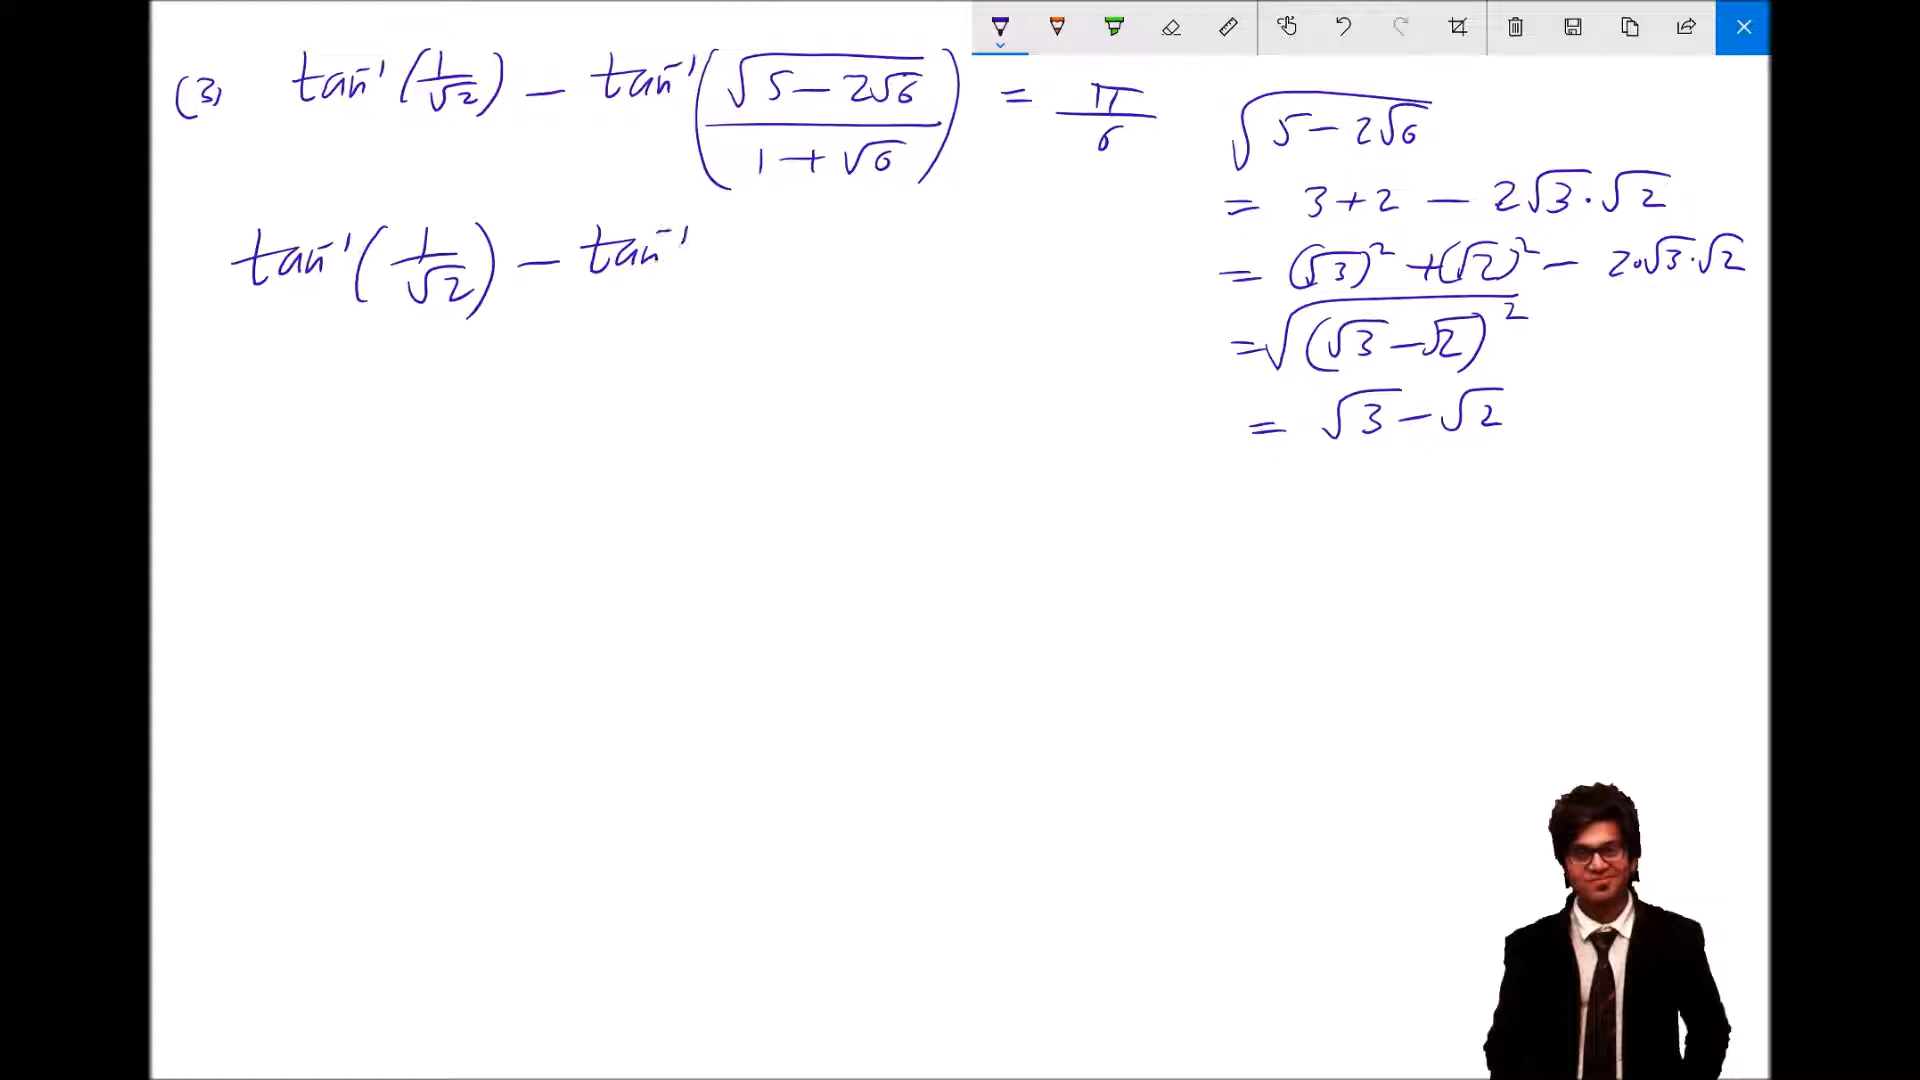 (3) tan⁻¹(1/√2) − tan⁻¹(√(5 − 2√6)/(1 + √6)) = π/6
tan⁻¹(1/√2) − tan⁻¹
√(5 − 2√6)
= 3 + 2 − 2√3·√2
= (√3)² + (√2)² − 2·√3·√2
= √((√3 − √2)²)
= √3 − √2